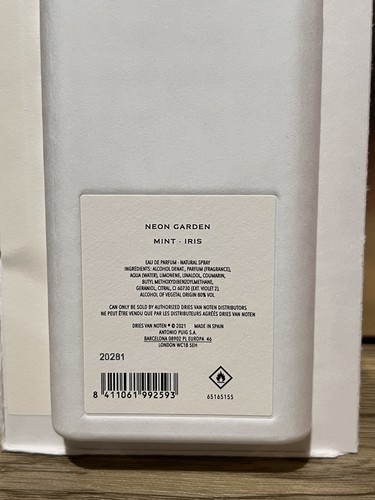 NEON GARDEN
MINT · IRIS
EAU DE PARFUM - NATURAL SPRAY
INGREDIENTS: ALCOHOL DENAT., PARFUM (FRAGRANCE),
AQUA (WATER), LIMONENE, LINALOOL, COUMARIN,
BUTYL METHOXYDIBENZOYLMETHANE,
GERANIOL, CITRAL, CI 60730 (EXT. VIOLET 2).
ALCOHOL OF VEGETAL ORIGIN 80% VOL
CAN ONLY BE SOLD BY AUTHORIZED DRIES VAN NOTEN DISTRIBUTORS
NE PEUT ÊTRE VENDU QUE PAR LES DISTRIBUTEURS AGRÉÉS DRIES VAN NOTEN
DRIES VAN NOTEN ® © 2021 MADE IN SPAIN
ANTONIO PUIG S.A.
BARCELONA 08902 PL EUROPA 46
LONDON WC1B 5EH
20281
8 411061 992593
65165155